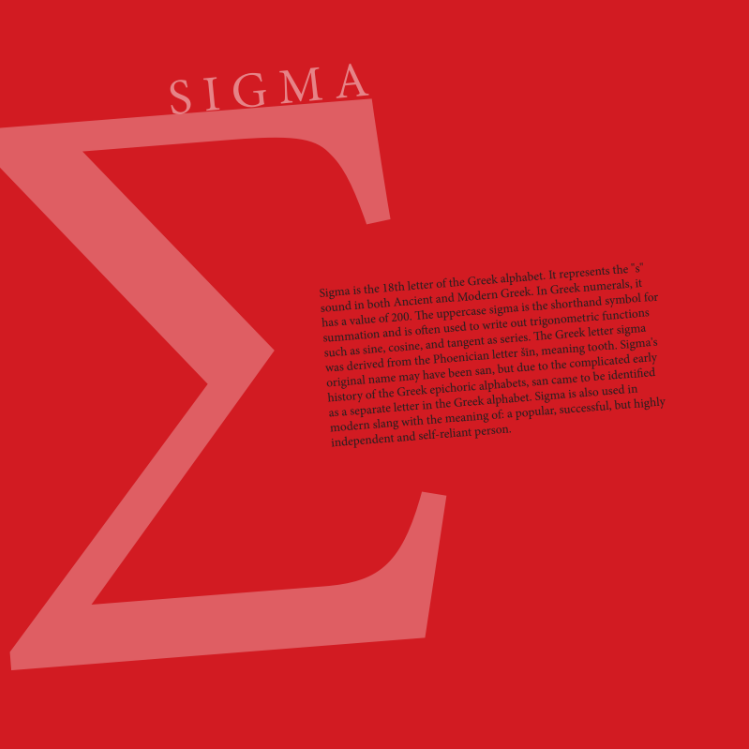 SIGMA
Σ
Sigma is the 18th letter of the Greek alphabet. It represents the "s"
sound in both Ancient and Modern Greek. In Greek numerals, it
has a value of 200. The uppercase sigma is the shorthand symbol for
summation and is often used to write out trigonometric functions
such as sine, cosine, and tangent as series. The Greek letter sigma
was derived from the Phoenician letter šin, meaning tooth. Sigma's
original name may have been san, but due to the complicated early
history of the Greek epichoric alphabets, san came to be identified
as a separate letter in the Greek alphabet. Sigma is also used in
modern slang with the meaning of: a popular, successful, but highly
independent and self-reliant person.